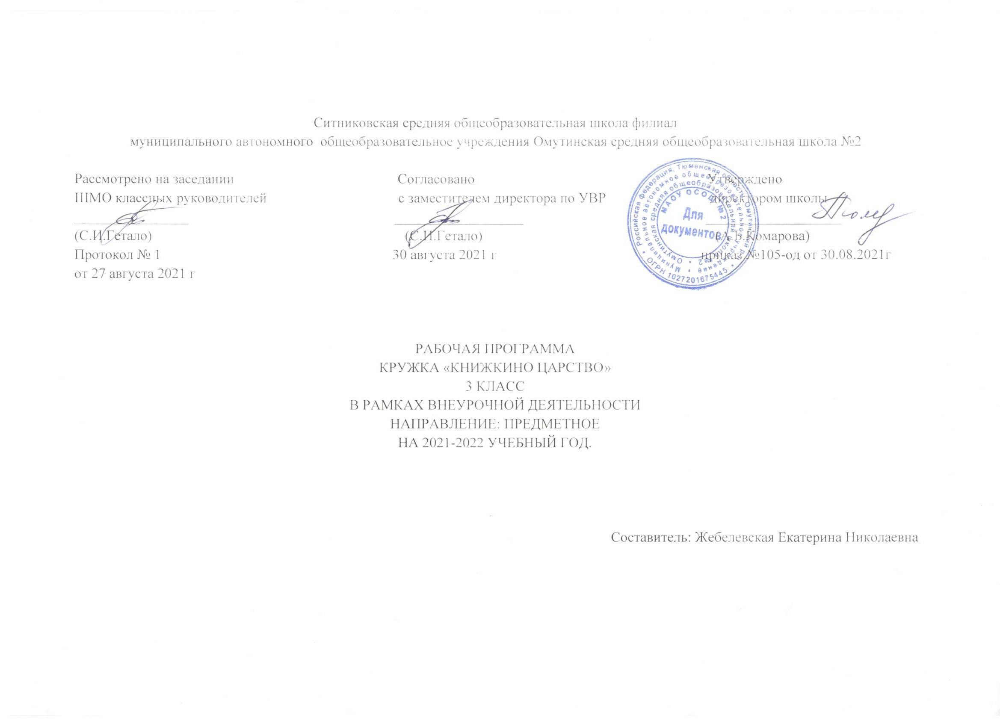 Ситниковская средняя общеобразовательная школа филиал
муниципального автономного общеобразовательное учреждения Омутинская средняя общеобразовательная школа №2
Рассмотрено на заседании
ШМО классных руководителей
(С.И.Гетало)
Протокол № 1
от 27 августа 2021 г
Согласовано
с заместителем директора по УВР
(С.И.Гетало)
30 августа 2021 г
Утверждено
директором школы
(А.Б.Комарова)
приказ №105-од от 30.08.2021г
Российская федерация, Тюменская область, Омутинский р-н
* ОГРН 1027201675445 *
Муниципальное автономное общеобразовательное учреждение
Омутинская средняя общеобразовательная школа №2
МАОУ ОСОШ №2
Для
документов
РАБОЧАЯ ПРОГРАММА
КРУЖКА «КНИЖКИНО ЦАРСТВО»
3 КЛАСС
В РАМКАХ ВНЕУРОЧНОЙ ДЕЯТЕЛЬНОСТИ
НАПРАВЛЕНИЕ: ПРЕДМЕТНОЕ
НА 2021-2022 УЧЕБНЫЙ ГОД.
Составитель: Жебелевская Екатерина Николаевна